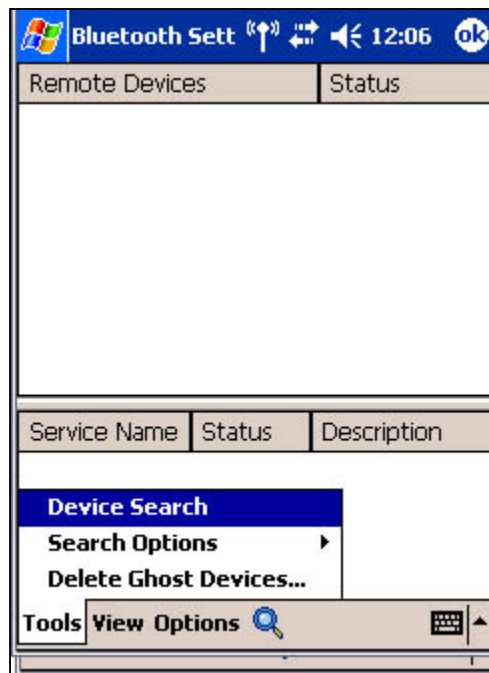 Bluetooth Sett 12:06 ok
Remote Devices Status
Service Name Status Description
Device Search
Search Options
Delete Ghost Devices...
Tools View Options